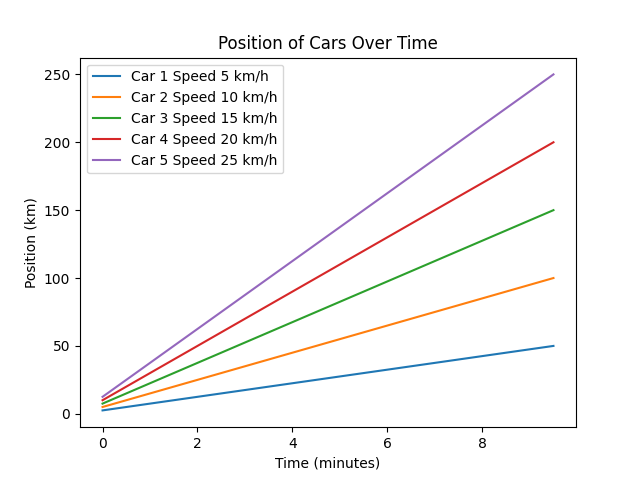 Position of Cars Over Time
Car 1 Speed 5 km/h
Car 2 Speed 10 km/h
Car 3 Speed 15 km/h
Car 4 Speed 20 km/h
Car 5 Speed 25 km/h
250
200
150
100
50
0
Position (km)
0 2 4 6 8
Time (minutes)